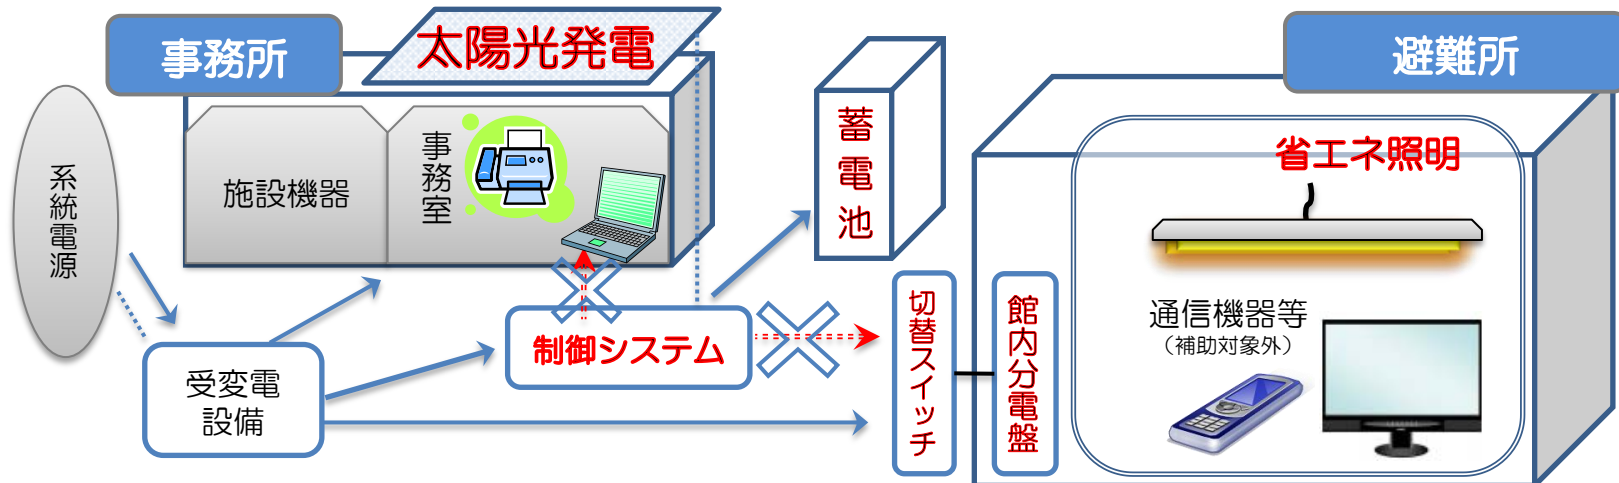 事務所
太陽光発電
避難所
系統電源
施設機器
事務室
蓄電池
省エネ照明
制御システム
切替スイッチ
館内分電盤
通信機器等
（補助対象外）
受変電
設備